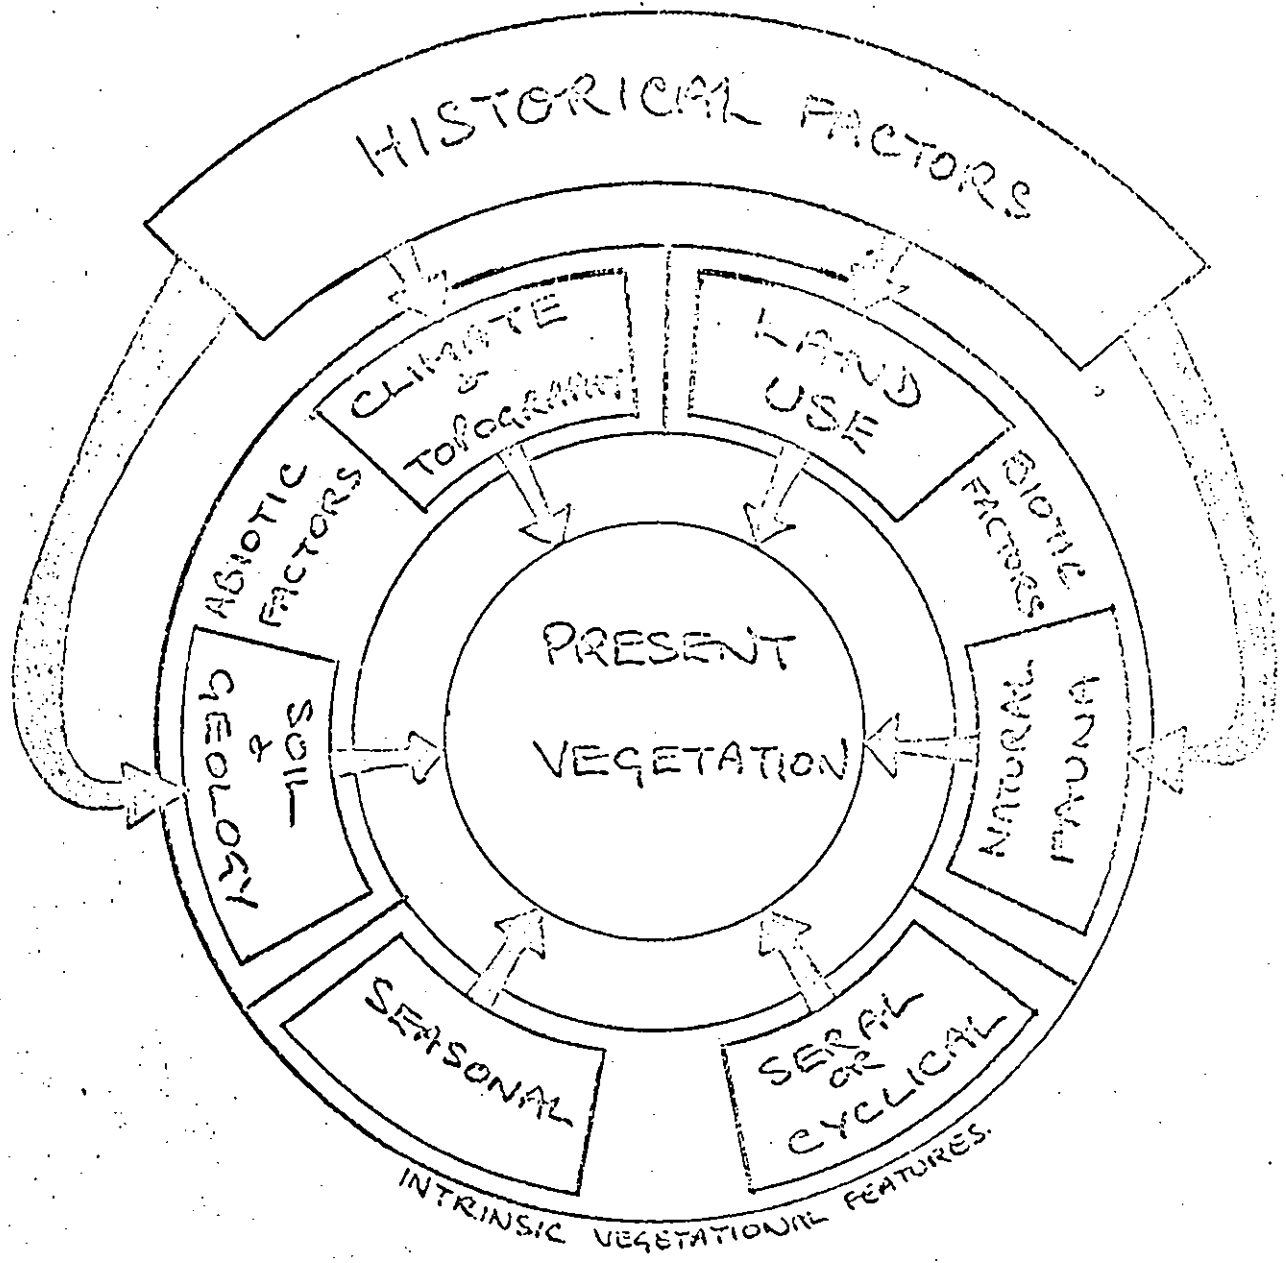 HISTORICAL FACTORS
CLIMATE
&
TOPOGRAPHY
LAND
USE
ABIOTIC
FACTORS
BIOTIC
FACTORS
GEOLOGY
&
SOIL
PRESENT
VEGETATION
NATURAL
FAUNA
SEASONAL
SERAL
OR
CYCLICAL
INTRINSIC VEGETATIONAL FEATURES.